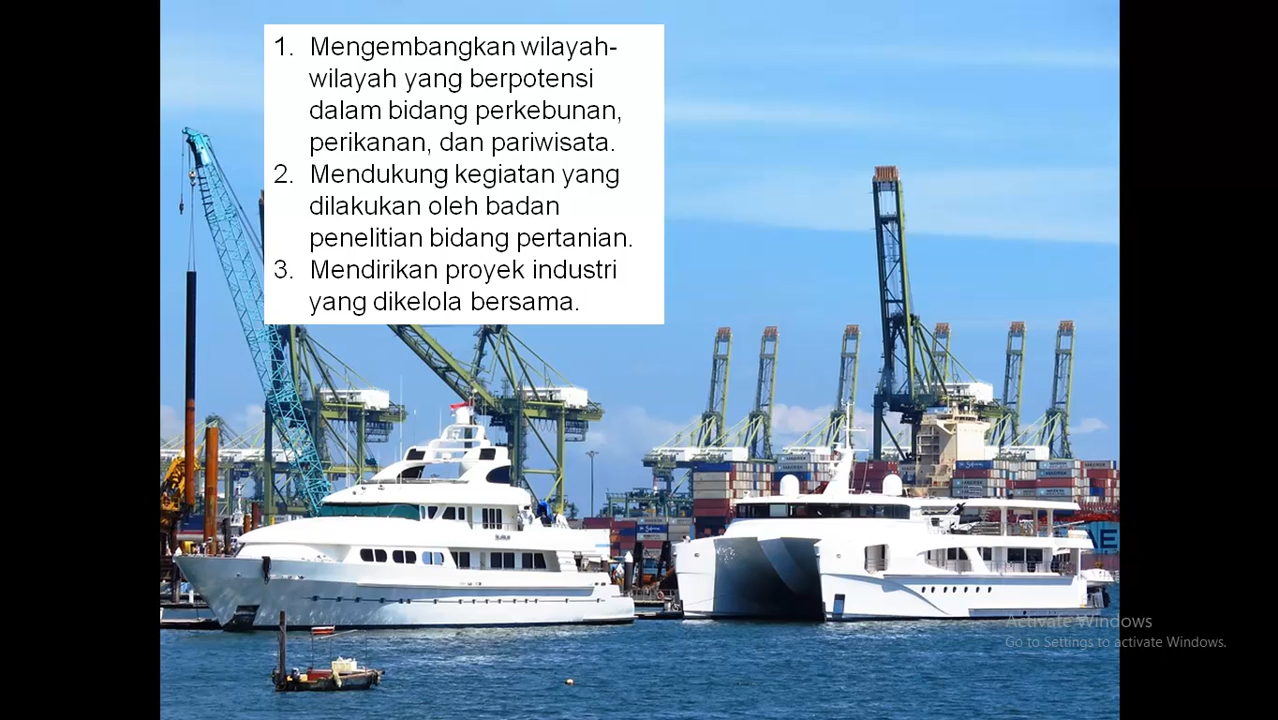 1. Mengembangkan wilayah-
wilayah yang berpotensi
dalam bidang perkebunan,
perikanan, dan pariwisata.
2. Mendukung kegiatan yang
dilakukan oleh badan
penelitian bidang pertanian.
3. Mendirikan proyek industri
yang dikelola bersama.
Activate Windows
Go to Settings to activate Windows.